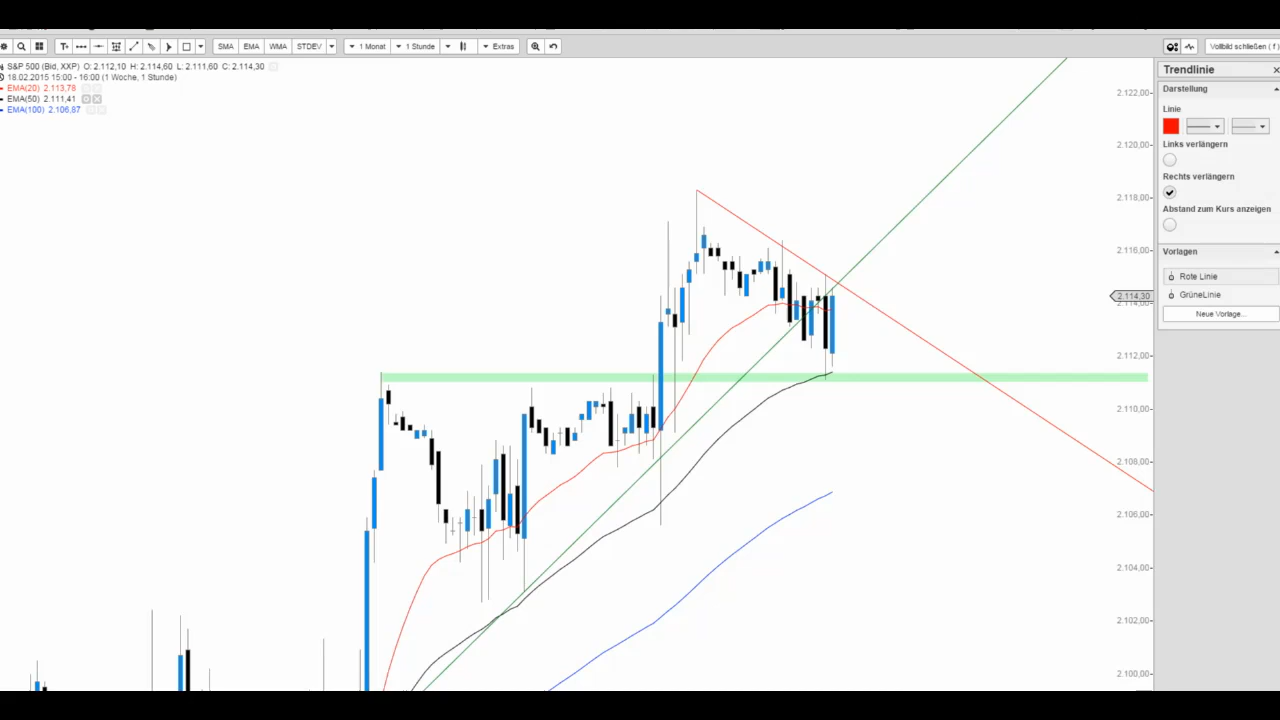 T+
SMA EMA WMA STDEV 1 Monat 1 Stunde Extras Vollbild schließen ( f )
S&P 500 (Bid, XXP) O: 2.112,10 H: 2.114,60 L: 2.111,60 C: 2.114,30
18.02.2015 15:00 - 16:00 (1 Woche, 1 Stunde)
EMA(20) 2.113,78
EMA(50) 2.111,41
EMA(100) 2.106,87
2.122,00
2.120,00
2.118,00
2.116,00
2.114,30
2.114,00
2.112,00
2.110,00
2.108,00
2.106,00
2.104,00
2.102,00
2.100,00
Trendlinie
Darstellung
Linie
Links verlängern
Rechts verlängern
Abstand zum Kurs anzeigen
Vorlagen
Rote Linie
GrüneLinie
Neue Vorlage...